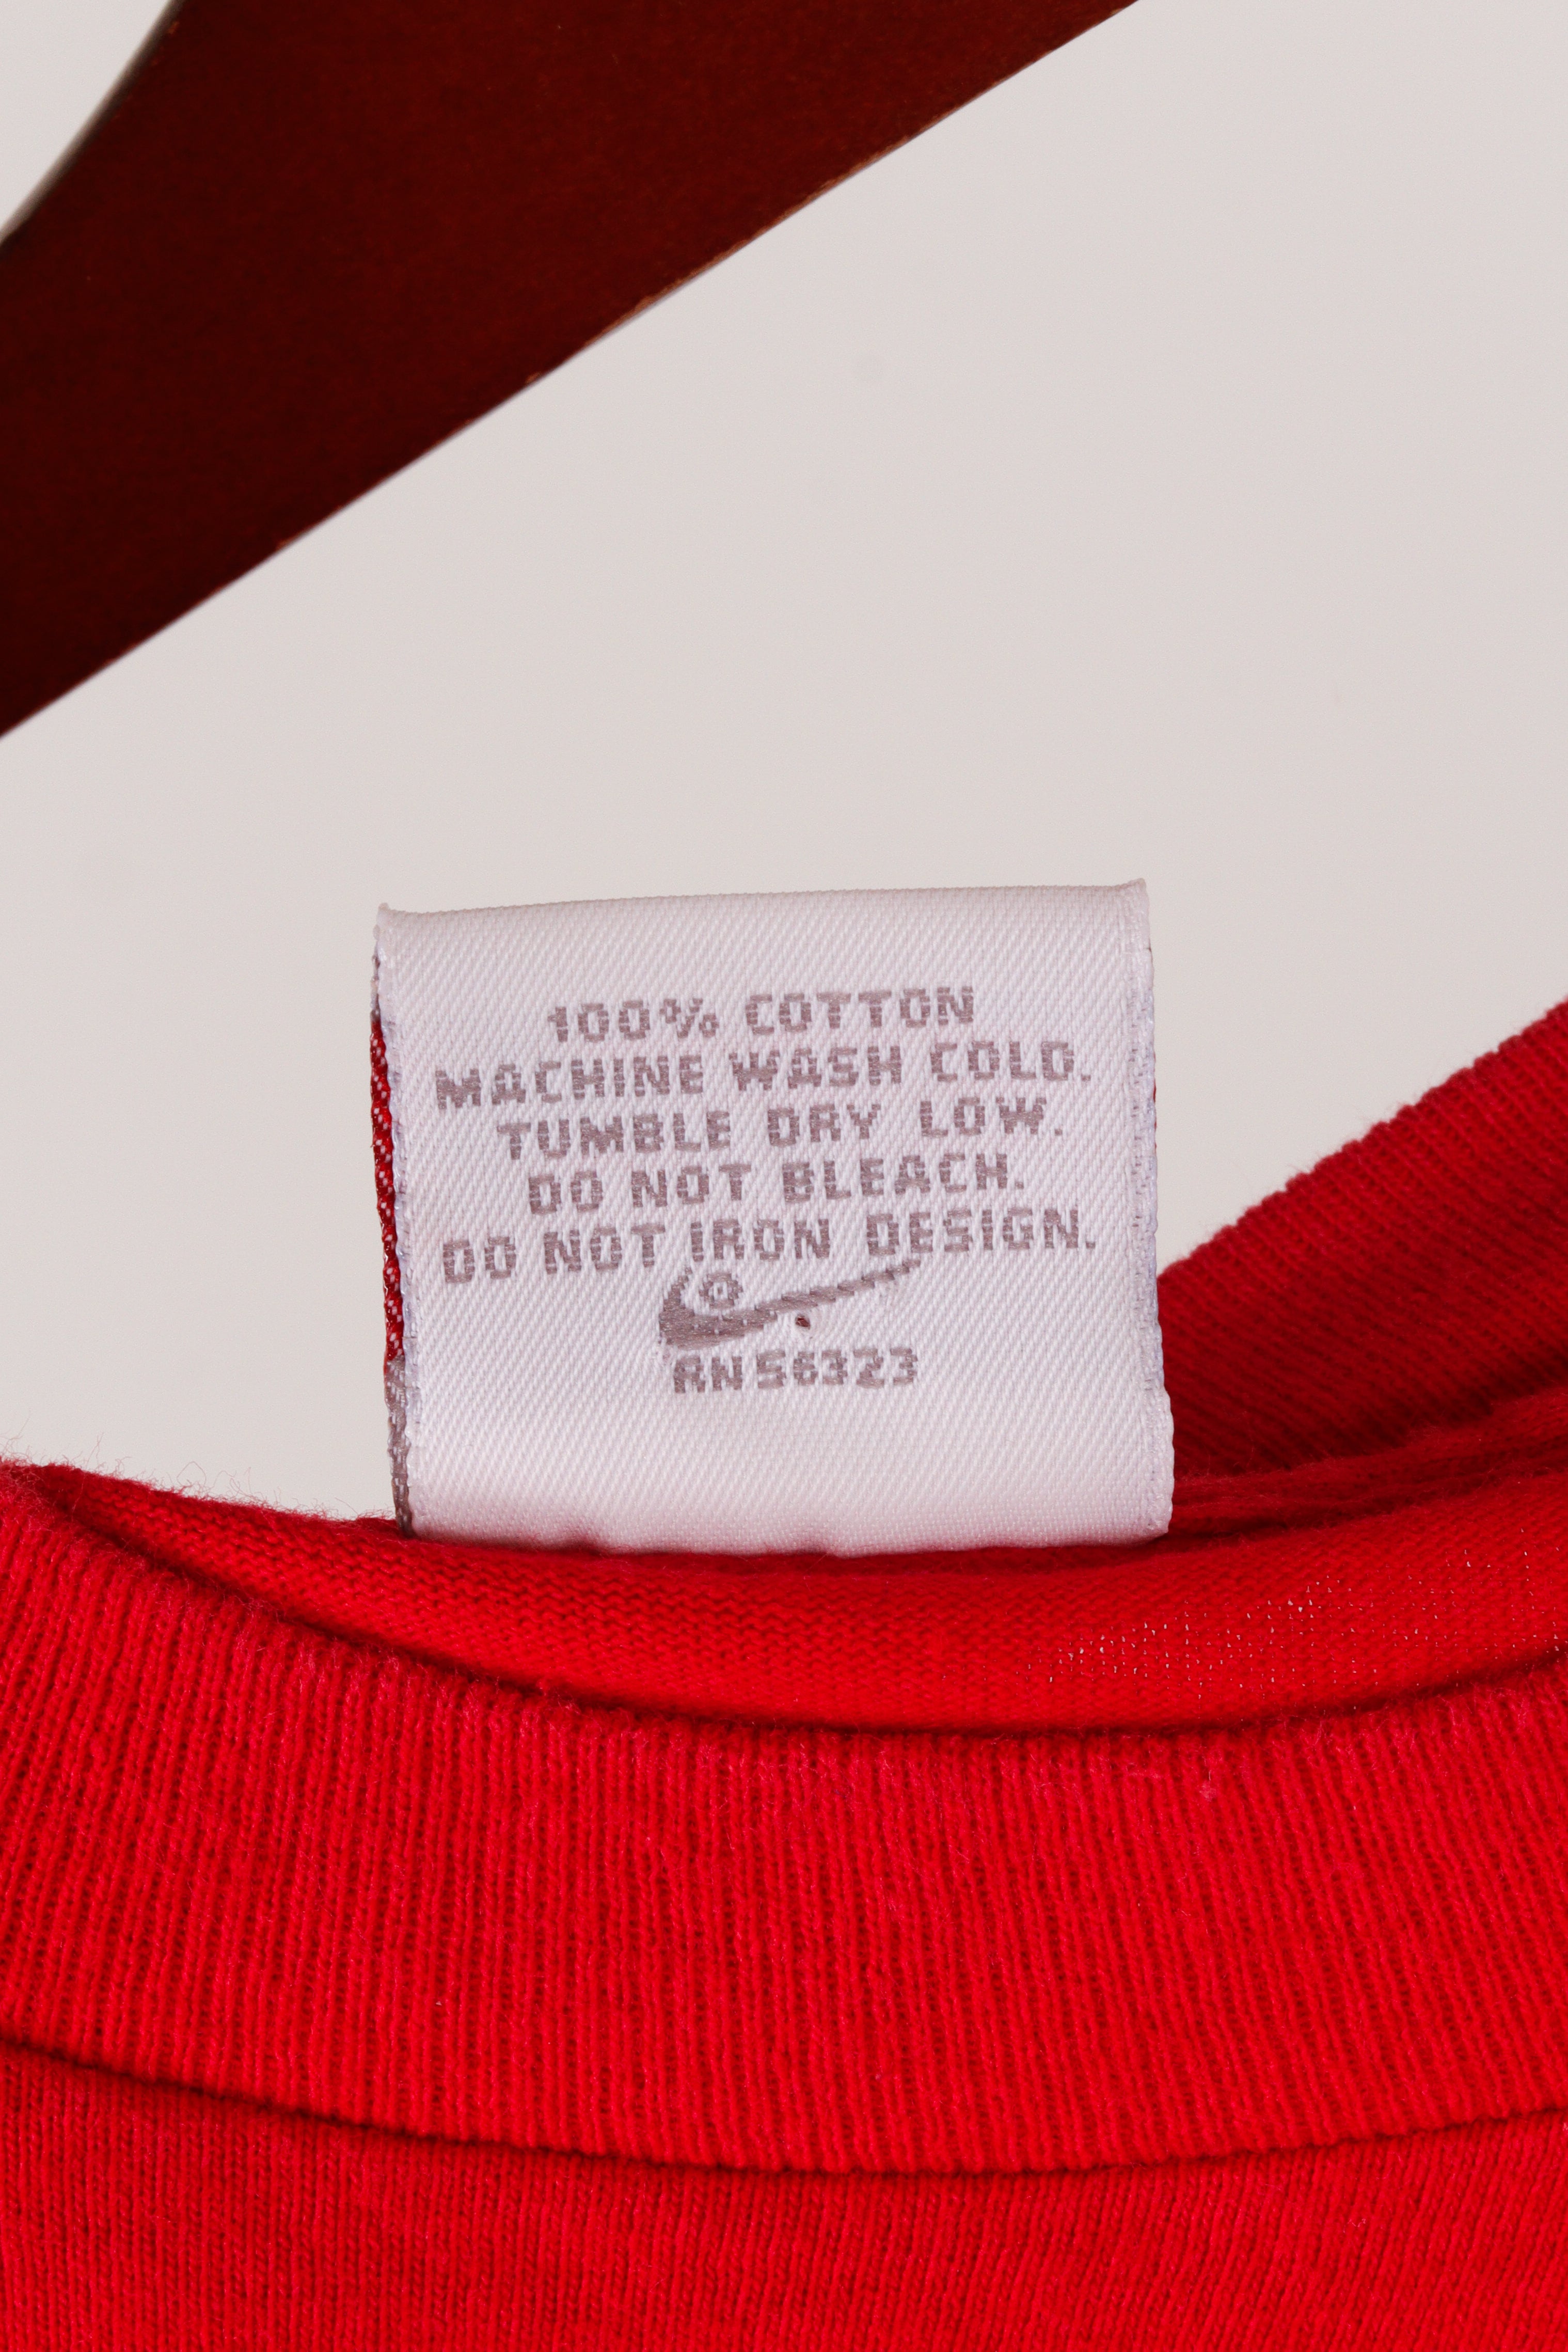 100% COTTON
MACHINE WASH COLD.
TUMBLE DRY LOW.
DO NOT BLEACH.
DO NOT IRON DESIGN.
®
RN 56323